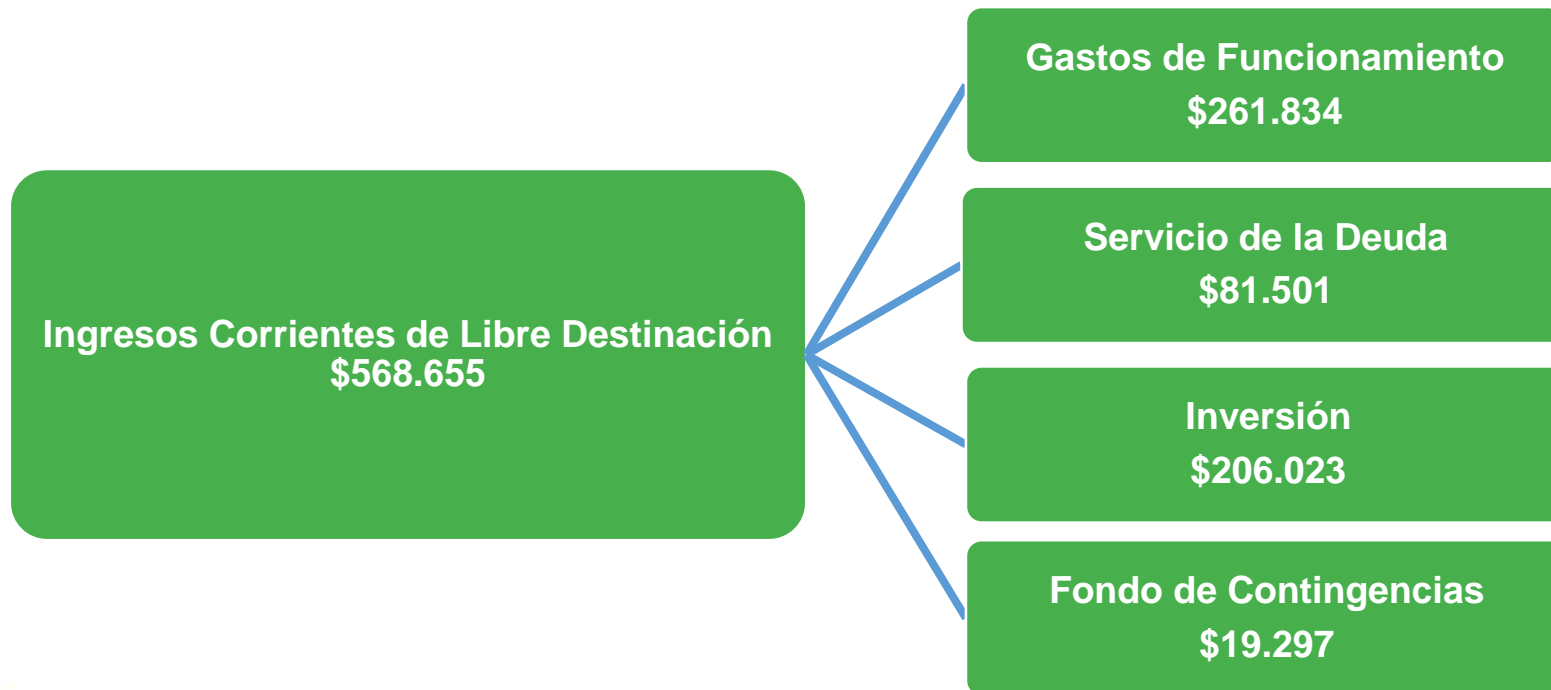 Ingresos Corrientes de Libre Destinación
$568.655
Gastos de Funcionamiento
$261.834
Servicio de la Deuda
$81.501
Inversión
$206.023
Fondo de Contingencias
$19.297